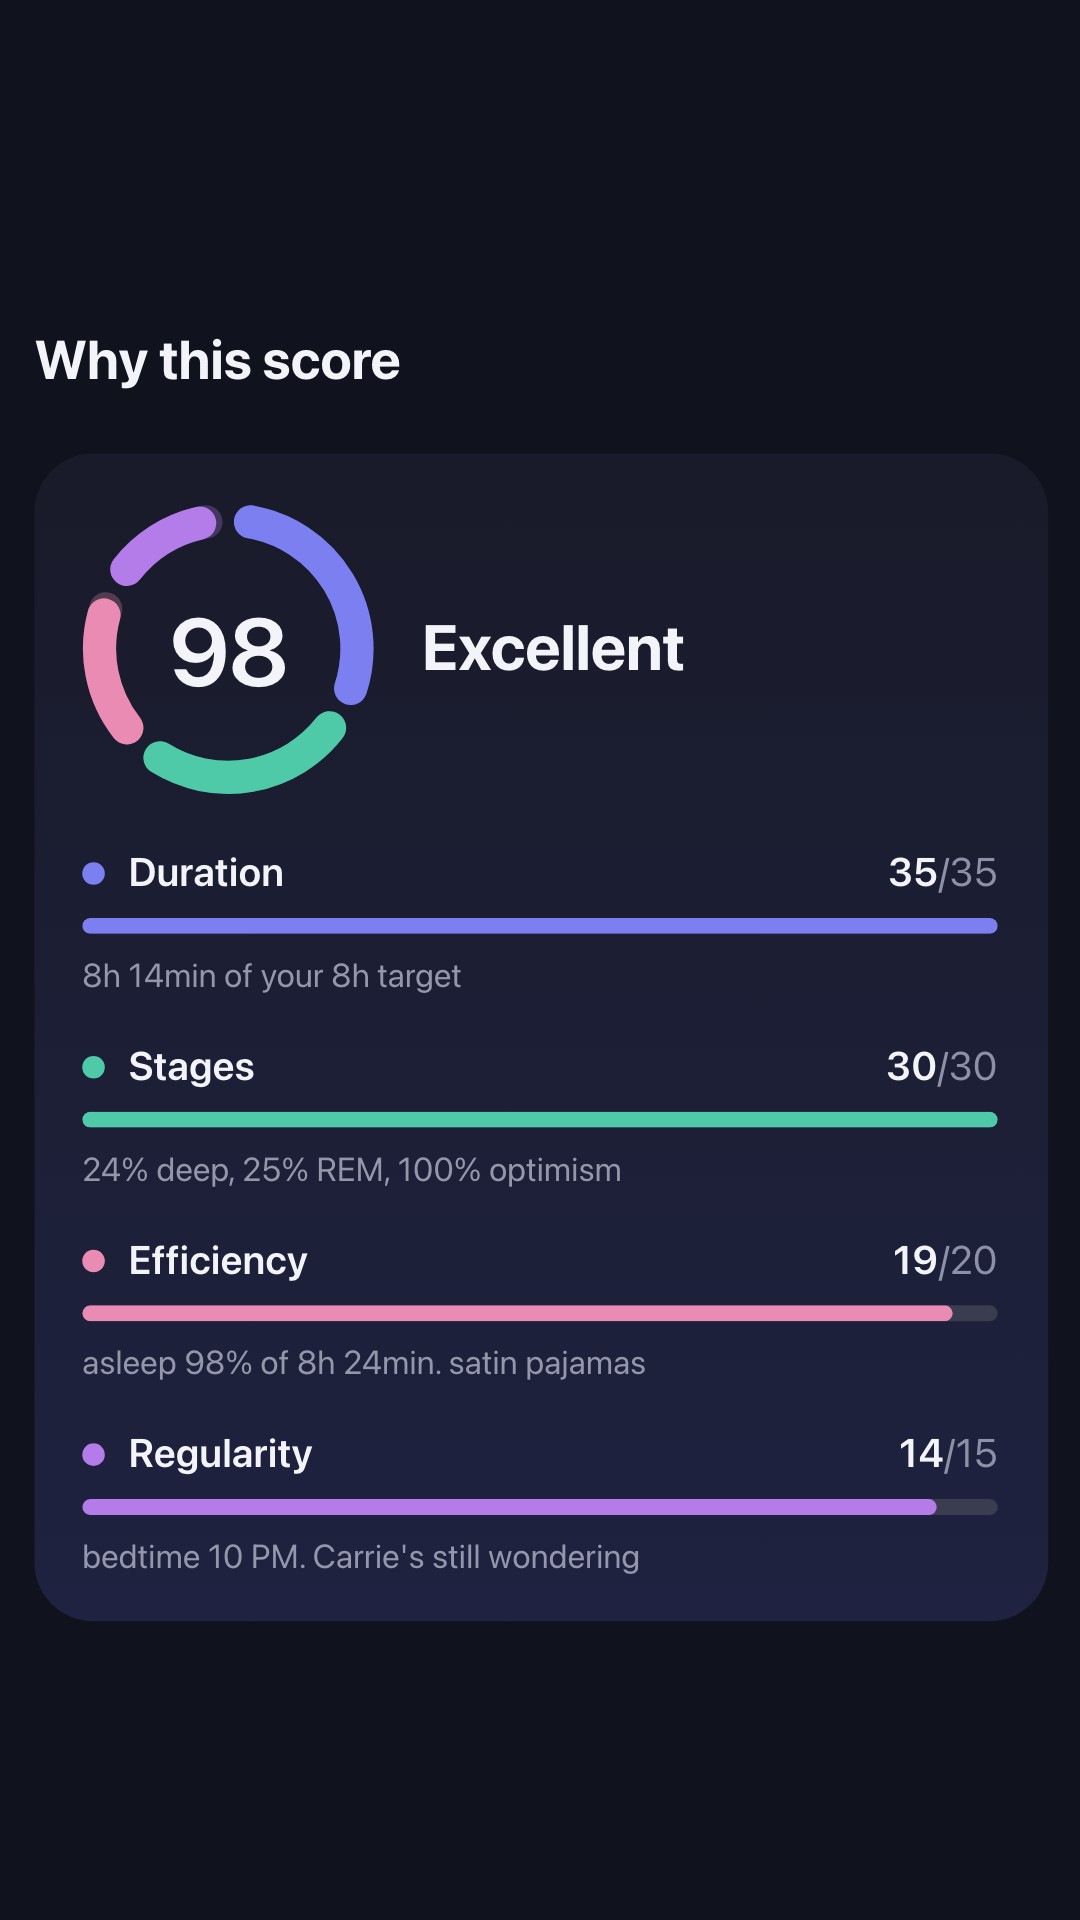 Why this score
98
Excellent
Duration 35/35
8h 14min of your 8h target
Stages 30/30
24% deep, 25% REM, 100% optimism
Efficiency 19/20
asleep 98% of 8h 24min. satin pajamas
Regularity 14/15
bedtime 10 PM. Carrie's still wondering